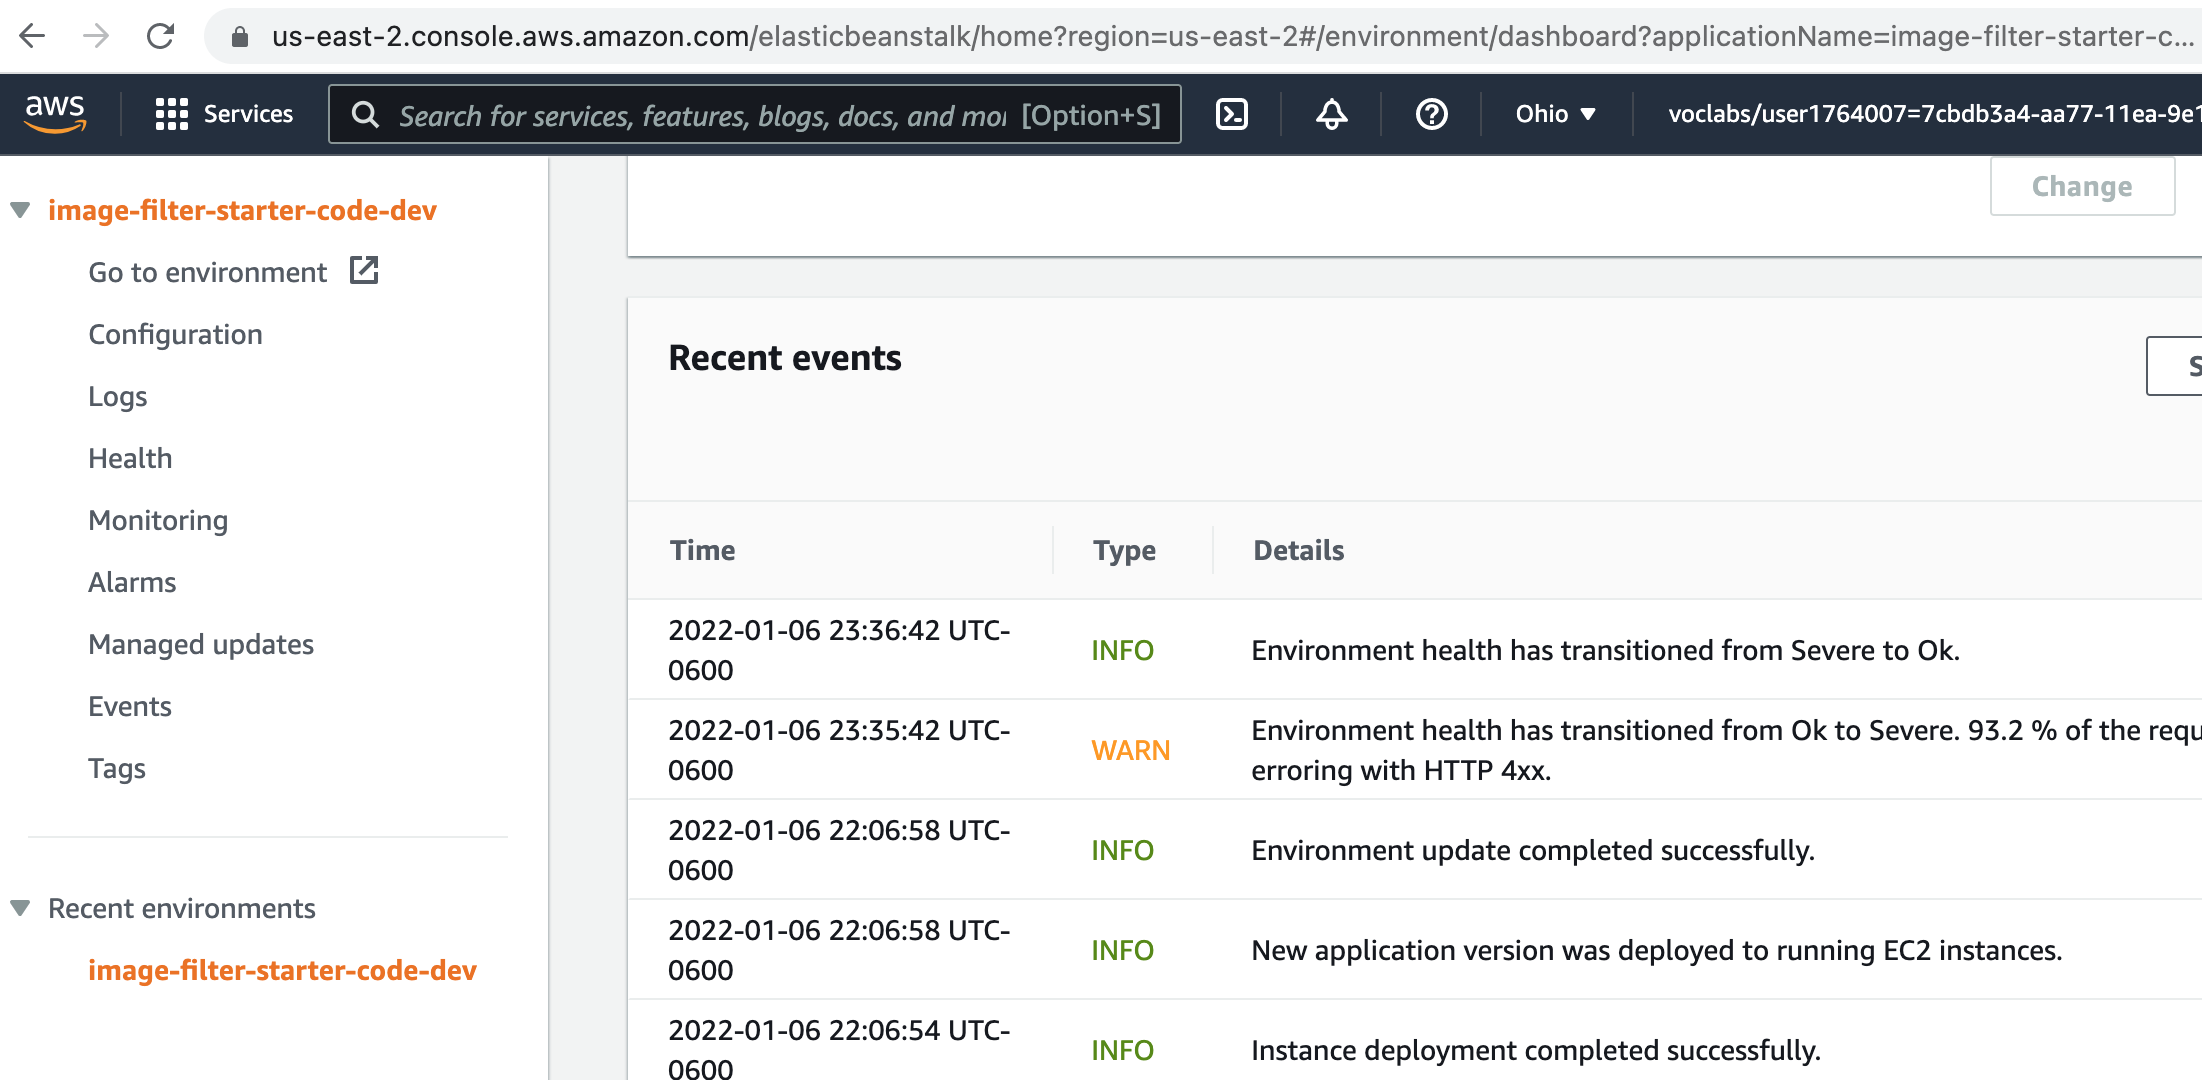 us-east-2.console.aws.amazon.com/elasticbeanstalk/home?region=us-east-2#/environment/dashboard?applicationName=image-filter-starter-c...
aws
Services
Search for services, features, blogs, docs, and mor [Option+S]
Ohio
voclabs/user1764007=7cbdb3a4-aa77-11ea-9e1
image-filter-starter-code-dev
Go to environment
Configuration
Logs
Health
Monitoring
Alarms
Managed updates
Events
Tags
Recent environments
image-filter-starter-code-dev
Change
Recent events
S
Time Type Details
2022-01-06 23:36:42 UTC-
0600
INFO
Environment health has transitioned from Severe to Ok.
2022-01-06 23:35:42 UTC-
0600
WARN
Environment health has transitioned from Ok to Severe. 93.2 % of the requ
erroring with HTTP 4xx.
2022-01-06 22:06:58 UTC-
0600
INFO
Environment update completed successfully.
2022-01-06 22:06:58 UTC-
0600
INFO
New application version was deployed to running EC2 instances.
2022-01-06 22:06:54 UTC-
0600
INFO
Instance deployment completed successfully.